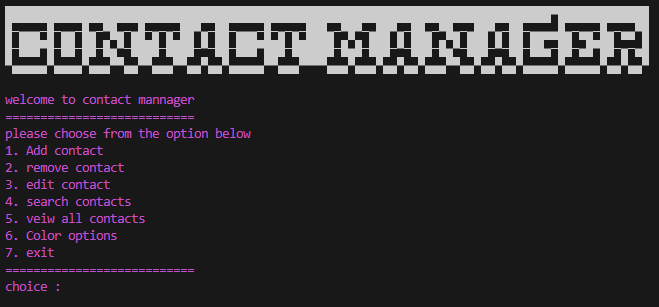 CONTACT MANAGER
welcome to contact mannager
===========================
please choose from the option below
1. Add contact
2. remove contact
3. edit contact
4. search contacts
5. veiw all contacts
6. Color options
7. exit
===========================
choice :